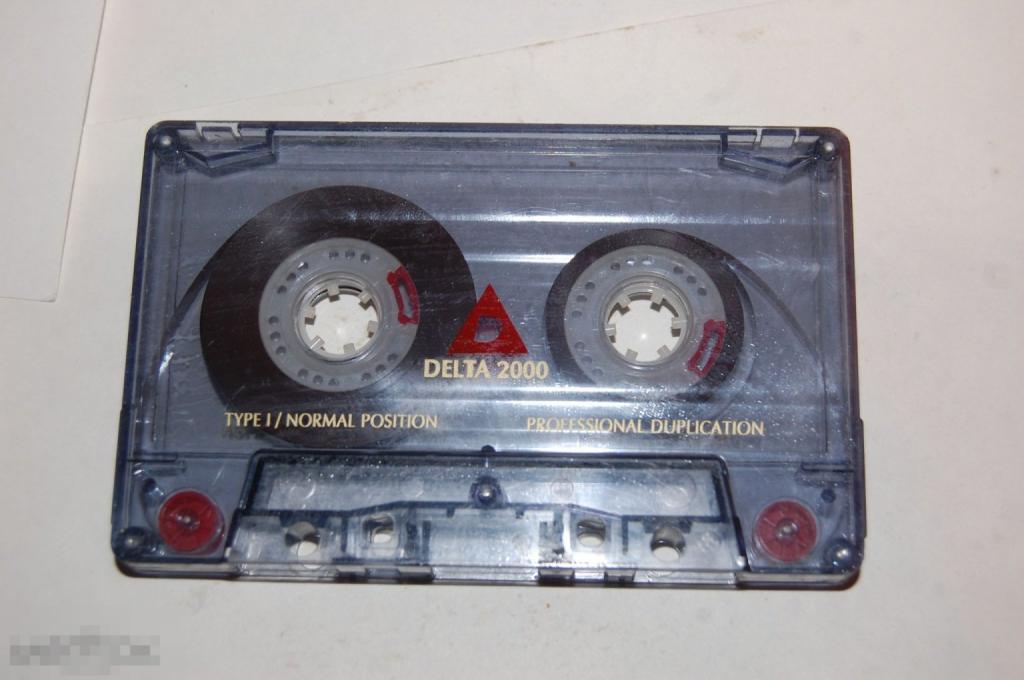 DELTA 2000
TYPE I / NORMAL POSITION
PROFESSIONAL DUPLICATION